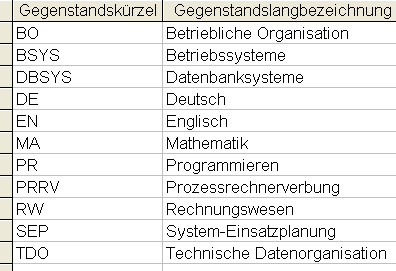 Gegenstandskürzel Gegenstandslangbezeichnung
BO Betriebliche Organisation
BSYS Betriebssysteme
DBSYS Datenbanksysteme
DE Deutsch
EN Englisch
MA Mathematik
PR Programmieren
PRRV Prozessrechnerverbung
RW Rechnungswesen
SEP System-Einsatzplanung
TDO Technische Datenorganisation